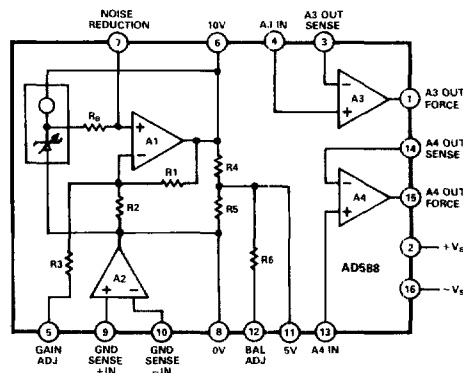 NOISE
REDUCTION
7
10V
6
A3 IN
4
A3 OUT
SENSE
3
RB
+
−
A1
R1
R2
R3
R4
R5
R6
A2
+
−
−
+
A3
1
A3 OUT
FORCE
14
A4 OUT
SENSE
−
+
A4
15
A4 OUT
FORCE
2
AD588
16
5
GAIN
ADJ
9
GND
SENSE
+IN
10
GND
SENSE
−IN
8
0V
12
BAL
ADJ
11
5V
13
A4 IN